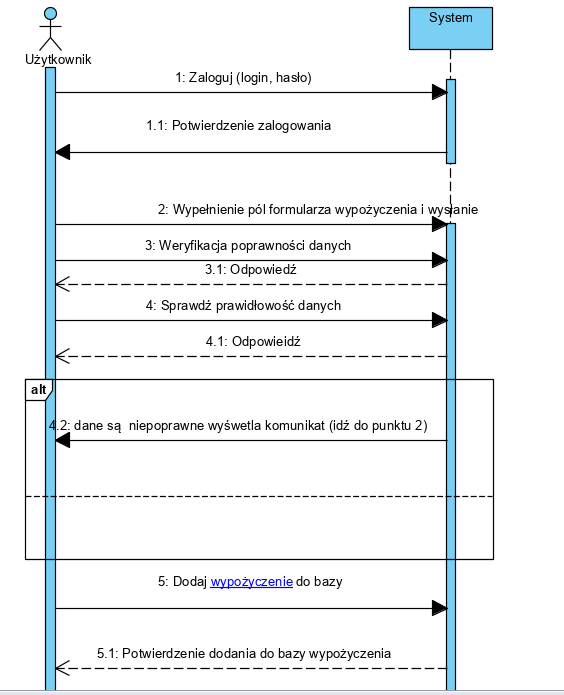 System
Użytkownik
1: Zaloguj (login, hasło)
1.1: Potwierdzenie zalogowania
2: Wypełnienie pól formularza wypożyczenia i wysłanie
3: Weryfikacja poprawności danych
3.1: Odpowiedź
4: Sprawdź prawidłowość danych
4.1: Odpowieidź
alt
4.2: dane są niepoprawne wyśwetla komunikat (idź do punktu 2)
5: Dodaj wypożyczenie do bazy
5.1: Potwierdzenie dodania do bazy wypożyczenia